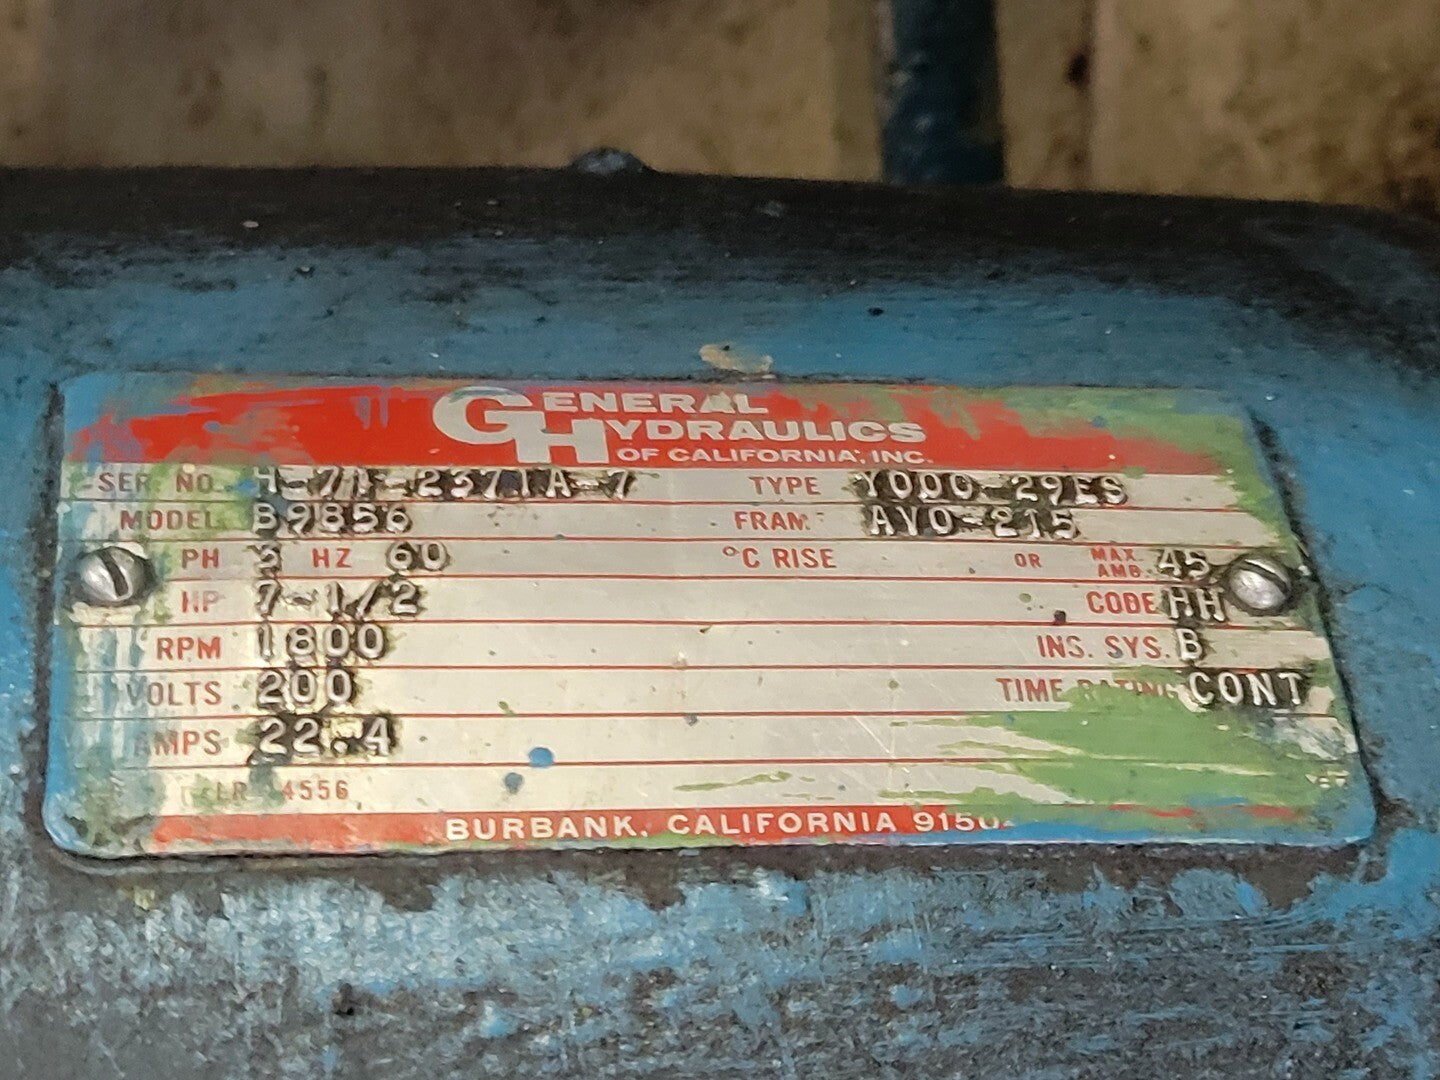 GENERAL
HYDRAULICS
OF CALIFORNIA, INC.
SER. NO. H-71-2371A-7 TYPE YODO-29ES
MODEL B9856 FRAME AVO-215
PH 3 HZ 60 °C RISE OR MAX. AMB. 45
HP 7-1/2 CODE HH
RPM 1800 INS. SYS. B
VOLTS 200 TIME RATING CONT
AMPS 22.4
LR 4556
BURBANK, CALIFORNIA